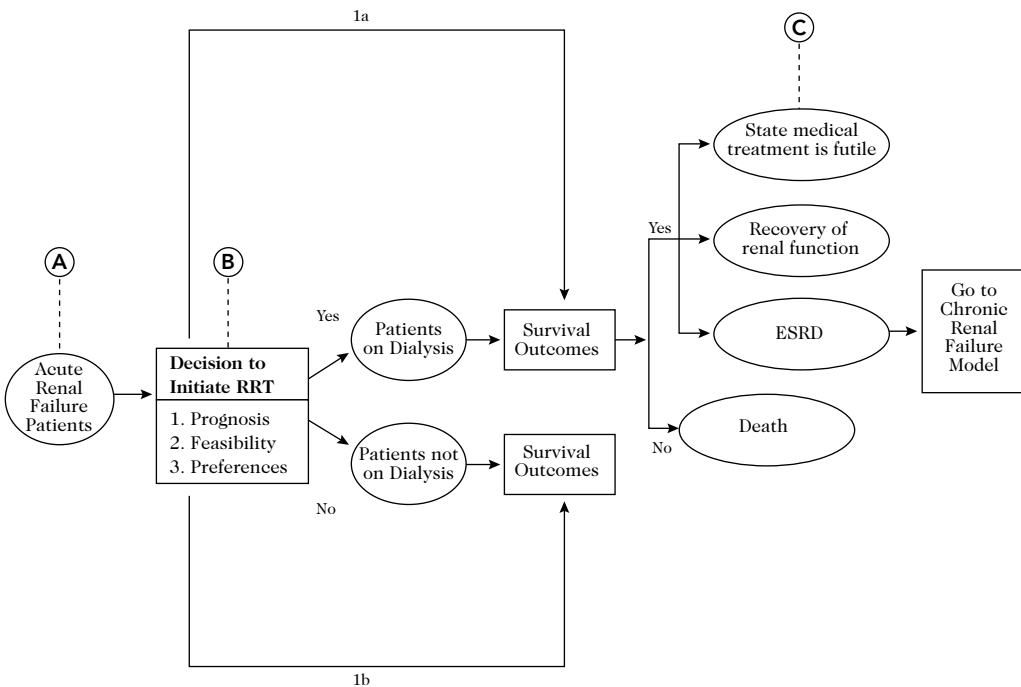 1a
C
State medical
treatment is futile
Yes
Recovery of
renal function
A
B
Go to
Chronic
Renal
Failure
Model
Yes
Patients
on Dialysis
Survival
Outcomes
ESRD
Acute
Renal
Failure
Patients
Decision to
Initiate RRT
1. Prognosis
2. Feasibility
3. Preferences
Death
No
Patients not
on Dialysis
Survival
Outcomes
No
1b